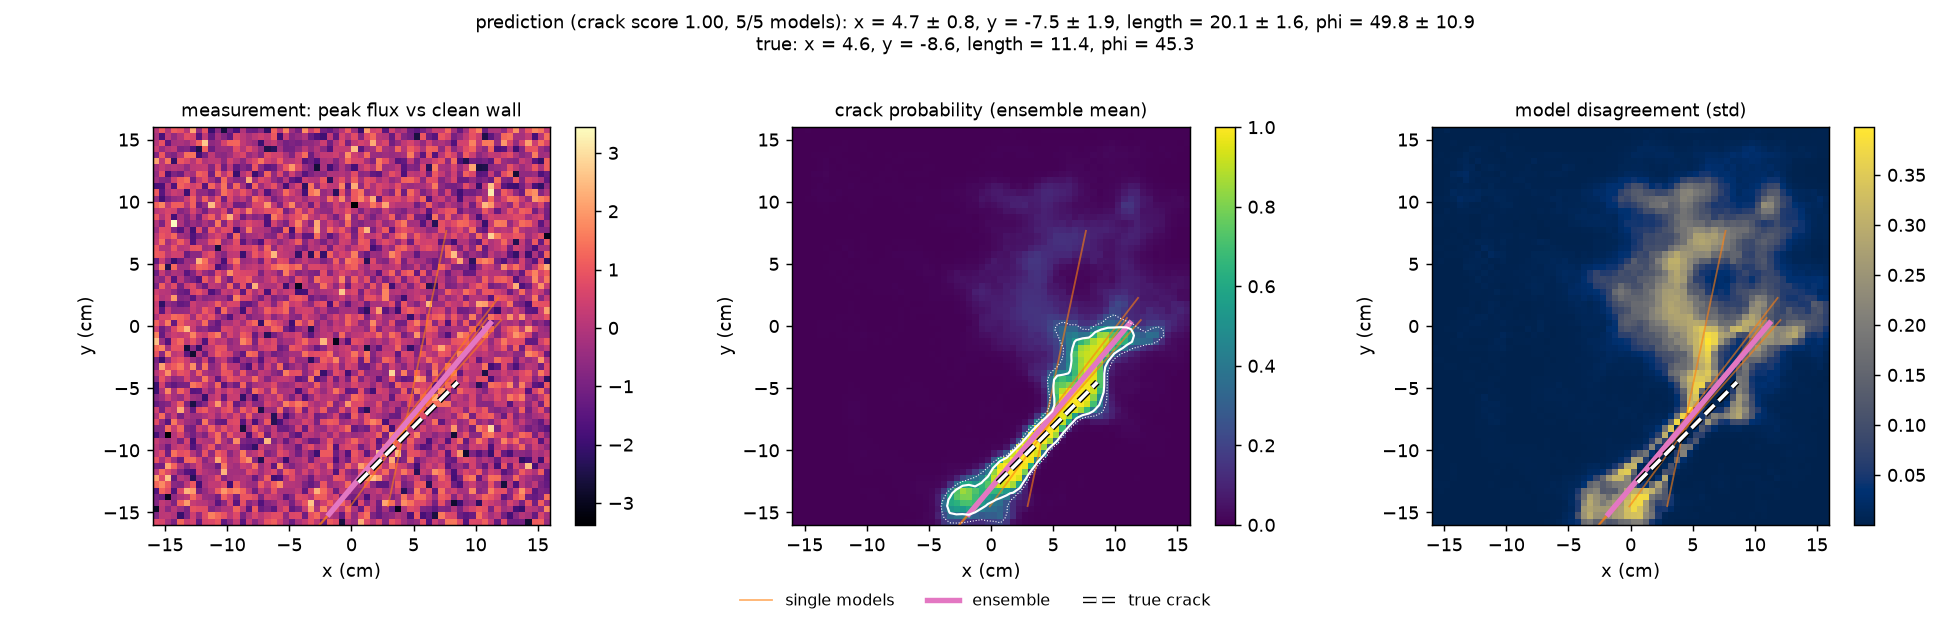 prediction (crack score 1.00, 5/5 models): x = 4.7 ± 0.8, y = -7.5 ± 1.9, length = 20.1 ± 1.6, phi = 49.8 ± 10.9
true: x = 4.6, y = -8.6, length = 11.4, phi = 45.3
measurement: peak flux vs clean wall
15
10
5
0
−5
−10
−15
y (cm)
−15 −10 −5 0 5 10 15
x (cm)
3
2
1
0
−1
−2
−3
crack probability (ensemble mean)
15
10
5
0
−5
−10
−15
y (cm)
−15 −10 −5 0 5 10 15
x (cm)
1.0
0.8
0.6
0.4
0.2
0.0
model disagreement (std)
15
10
5
0
−5
−10
−15
y (cm)
−15 −10 −5 0 5 10 15
x (cm)
0.35
0.30
0.25
0.20
0.15
0.10
0.05
single models
ensemble
true crack